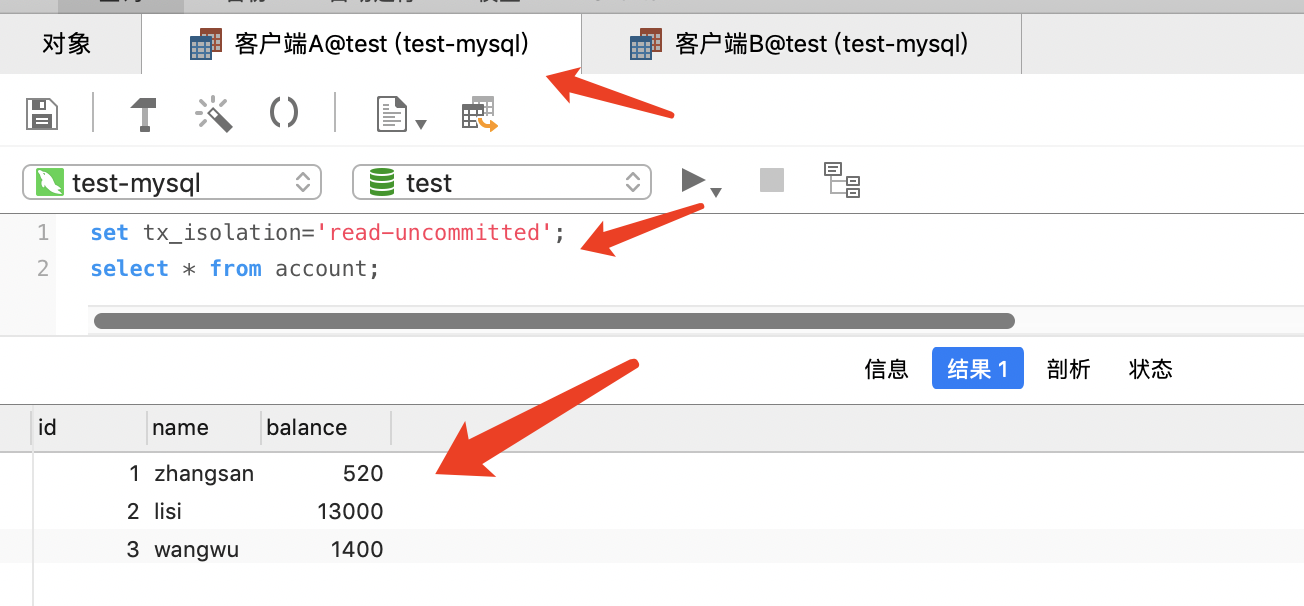 对象 客户端A@test (test-mysql) 客户端B@test (test-mysql)
test-mysql test
1 set tx_isolation='read-uncommitted';
2 select * from account;
信息 结果 1 剖析 状态
id name balance
1 zhangsan 520
2 lisi 13000
3 wangwu 1400